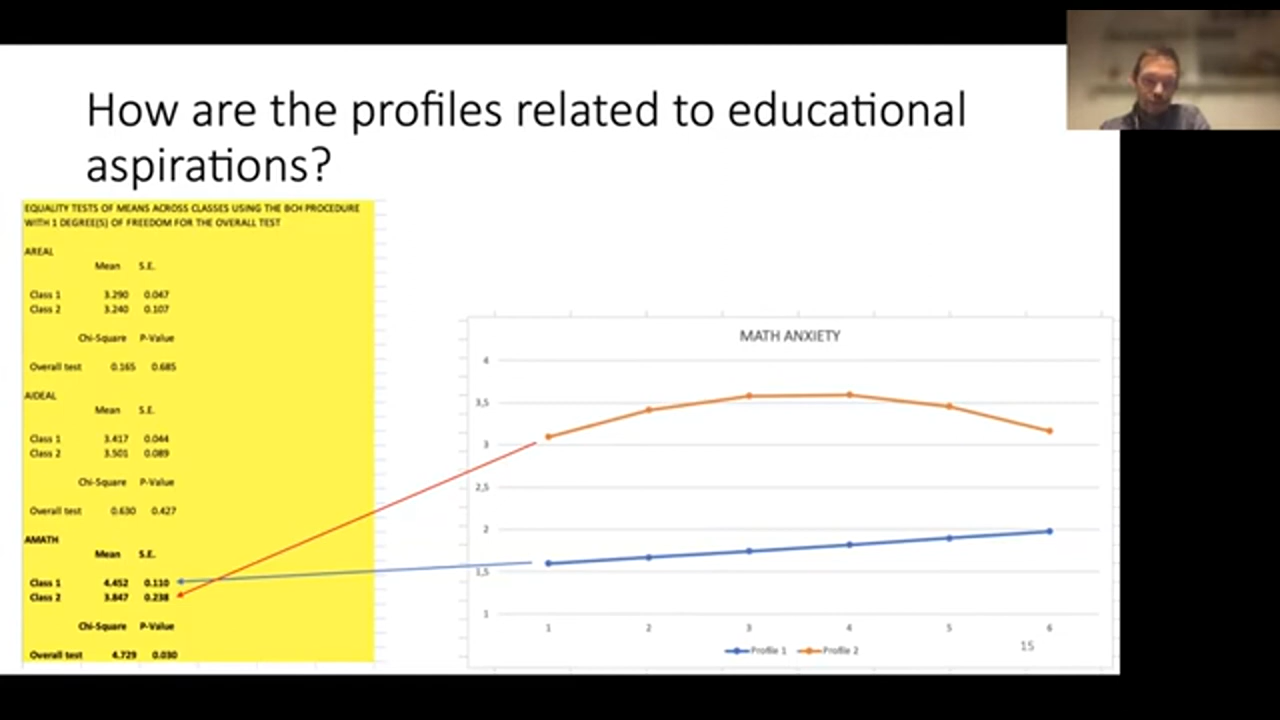 How are the profiles related to educational
aspirations?
EQUALITY TESTS OF MEANS ACROSS CLASSES USING THE BCH PROCEDURE
WITH 1 DEGREE(S) OF FREEDOM FOR THE OVERALL TEST
AREAL
Mean S.E.
Class 1 3.290 0.047
Class 2 3.240 0.107
Chi-Square P-Value
Overall test 0.165 0.685
AIDEAL
Mean S.E.
Class 1 3.417 0.044
Class 2 3.501 0.089
Chi-Square P-Value
Overall test 0.630 0.427
AMATH
Mean S.E.
Class 1 4.452 0.110
Class 2 3.847 0.238
Chi-Square P-Value
Overall test 4.729 0.030
MATH ANXIETY
4
3,5
3
2,5
2
1,5
1
1 2 3 4 5 6
Profile 1 Profile 2
15